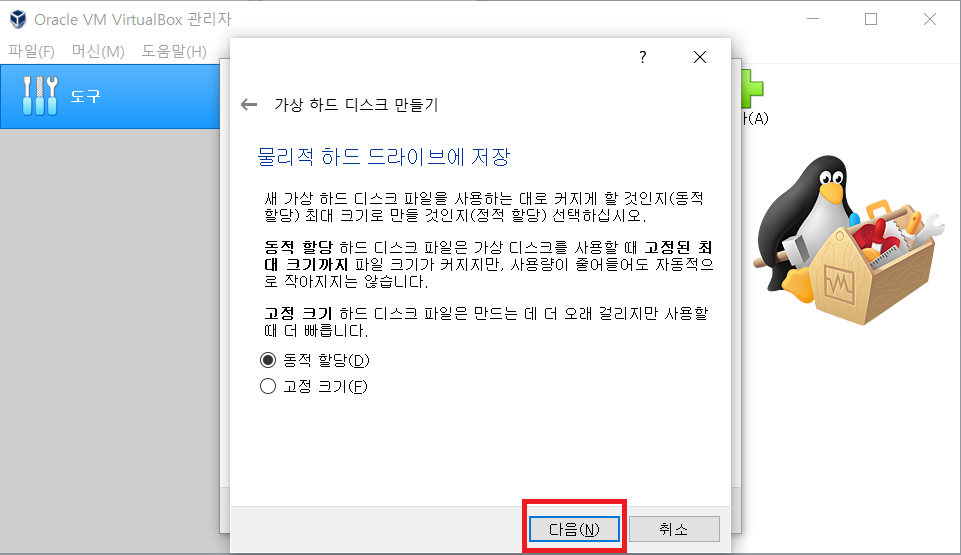 Oracle VM VirtualBox 관리자
파일(F) 머신(M) 도움말(H)
도구
(A)
?
가상 하드 디스크 만들기
물리적 하드 드라이브에 저장
새 가상 하드 디스크 파일을 사용하는 대로 커지게 할 것인지(동적
할당) 최대 크기로 만들 것인지(정적 할당) 선택하십시오.
동적 할당 하드 디스크 파일은 가상 디스크를 사용할 때 고정된 최
대 크기까지 파일 크기가 커지지만, 사용량이 줄어들어도 자동적으
로 작아지지는 않습니다.
고정 크기 하드 디스크 파일은 만드는 데 더 오래 걸리지만 사용할
때 더 빠릅니다.
동적 할당(D)
고정 크기(F)
다음(N) 취소